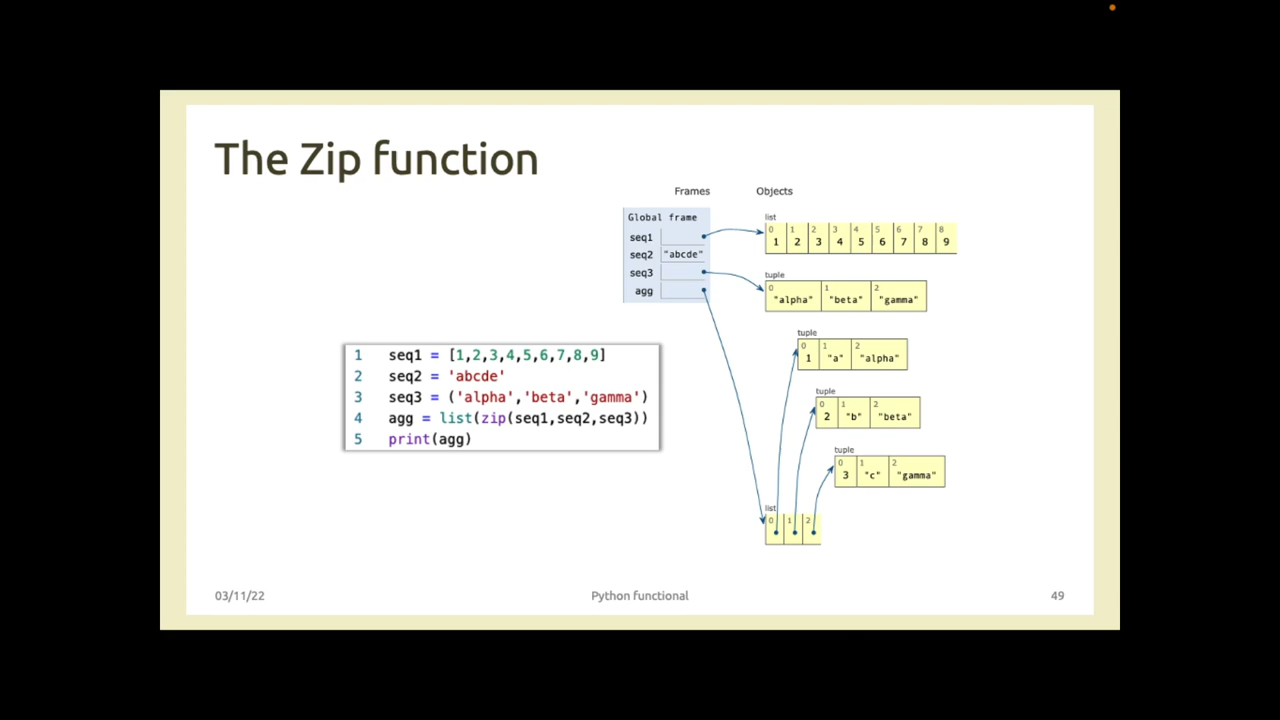 The Zip function
Frames Objects
Global frame
seq1
seq2 "abcde"
seq3
agg
list
0 1 2 3 4 5 6 7 8
1 2 3 4 5 6 7 8 9
tuple
0 1 2
"alpha" "beta" "gamma"
tuple
0 1 2
1 "a" "alpha"
tuple
0 1 2
2 "b" "beta"
tuple
0 1 2
3 "c" "gamma"
list
0 1 2
1 seq1 = [1,2,3,4,5,6,7,8,9]
2 seq2 = 'abcde'
3 seq3 = ('alpha','beta','gamma')
4 agg = list(zip(seq1,seq2,seq3))
5 print(agg)
03/11/22 Python functional 49